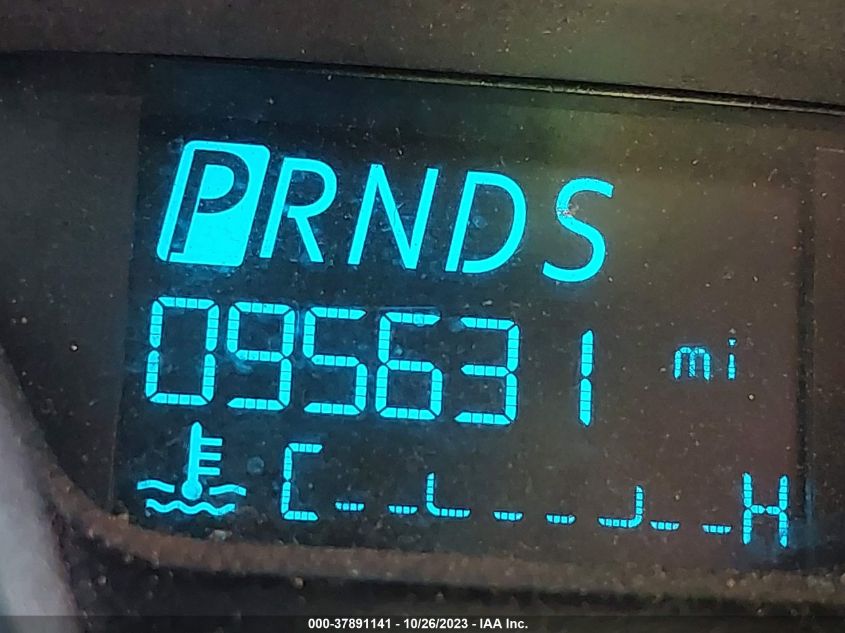 PRNDS
095631 mi
C H
000-37891141 - 10/26/2023 - IAA Inc.